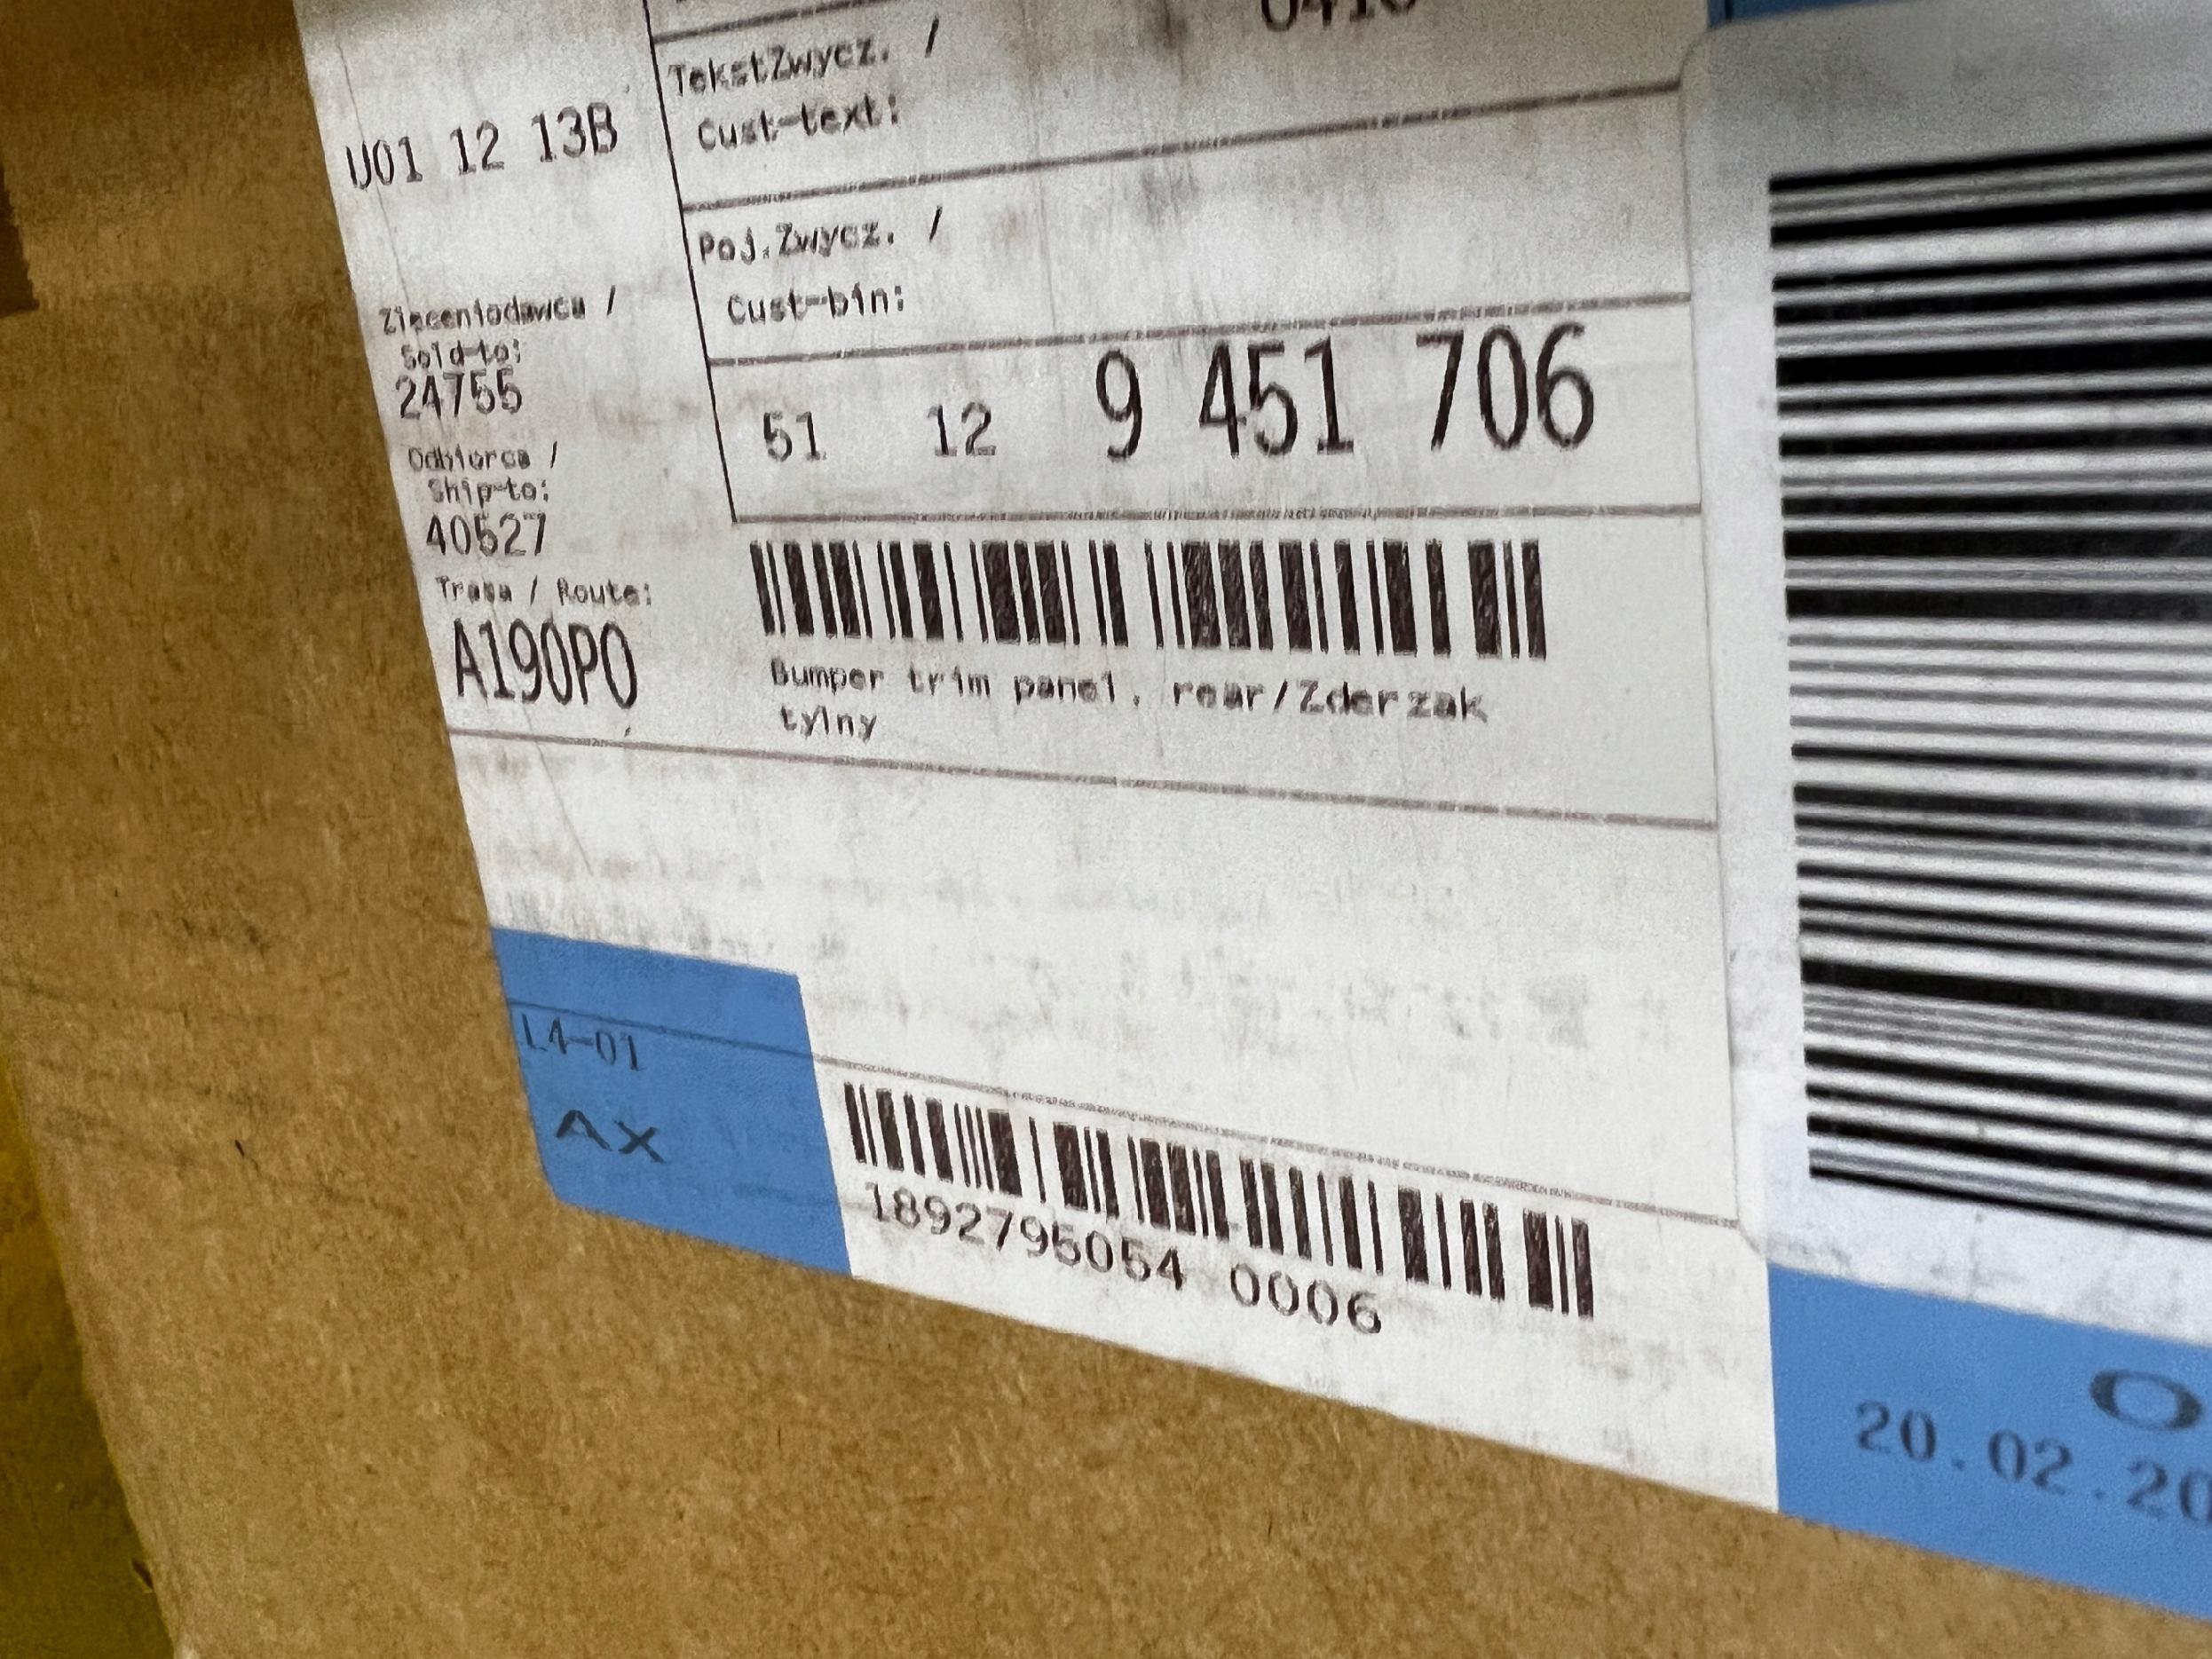 U01 12 13B
TekstZwycz. /
Cust-text:
Poj.Zwycz. /
Cust-bin:
Zleceniodawca /
Sold-to:
24755
Odbiorca /
Ship-to:
40527
Trasa / Route:
A190PO
51 12 9 451 706
Bumper trim panel, rear/Zderzak
tylny
L4-01
AX
1892795054 0006
O
20.02.20